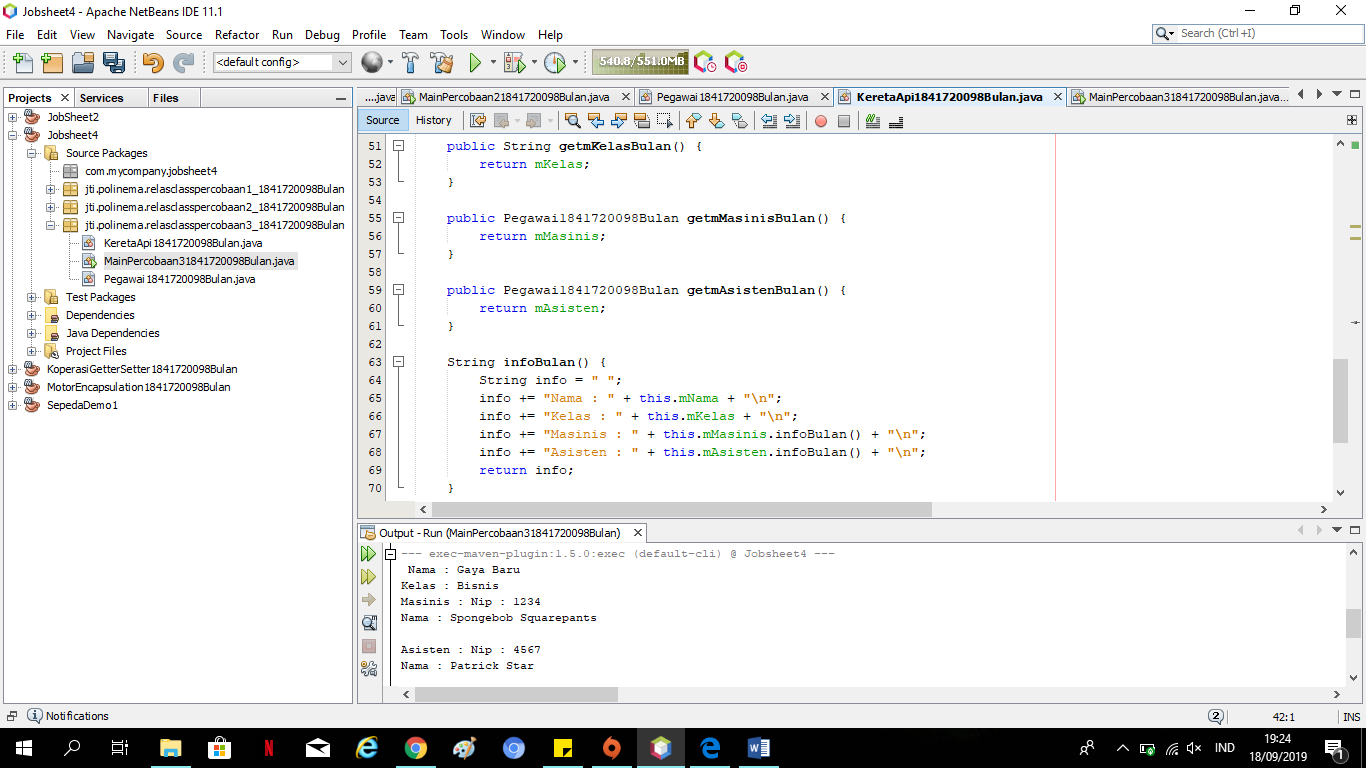 Jobsheet4 - Apache NetBeans IDE 11.1
File Edit View Navigate Source Refactor Run Debug Profile Team Tools Window Help
Search (Ctrl+I)
<default config>
540.8/551.0MB
Projects Services Files
JobSheet2
Jobsheet4
Source Packages
com.mycompany.jobsheet4
jti.polinema.relasclasspercobaan1_1841720098Bulan
jti.polinema.relasclasspercobaan2_1841720098Bulan
jti.polinema.relasclasspercobaan3_1841720098Bulan
KeretaApi1841720098Bulan.java
MainPercobaan31841720098Bulan.java
Pegawai1841720098Bulan.java
Test Packages
Dependencies
Java Dependencies
Project Files
KoperasiGetterSetter1841720098Bulan
MotorEncapsulation1841720098Bulan
SepedaDemo1
....java MainPercobaan21841720098Bulan.java Pegawai1841720098Bulan.java KeretaApi1841720098Bulan.java MainPercobaan31841720098Bulan.java...
Source History
51 public String getmKelasBulan() {
52 return mKelas;
53 }
54
55 public Pegawai1841720098Bulan getmMasinisBulan() {
56 return mMasinis;
57 }
58
59 public Pegawai1841720098Bulan getmAsistenBulan() {
60 return mAsisten;
61 }
62
63 String infoBulan() {
64 String info = " ";
65 info += "Nama : " + this.mNama + "\n";
66 info += "Kelas : " + this.mKelas + "\n";
67 info += "Masinis : " + this.mMasinis.infoBulan() + "\n";
68 info += "Asisten : " + this.mAsisten.infoBulan() + "\n";
69 return info;
70 }
Output - Run (MainPercobaan31841720098Bulan)
--- exec-maven-plugin:1.5.0:exec (default-cli) @ Jobsheet4 ---
Nama : Gaya Baru
Kelas : Bisnis
Masinis : Nip : 1234
Nama : Spongebob Squarepants
Asisten : Nip : 4567
Nama : Patrick Star
Notifications
2
42:1
INS
IND
19:24
18/09/2019
1